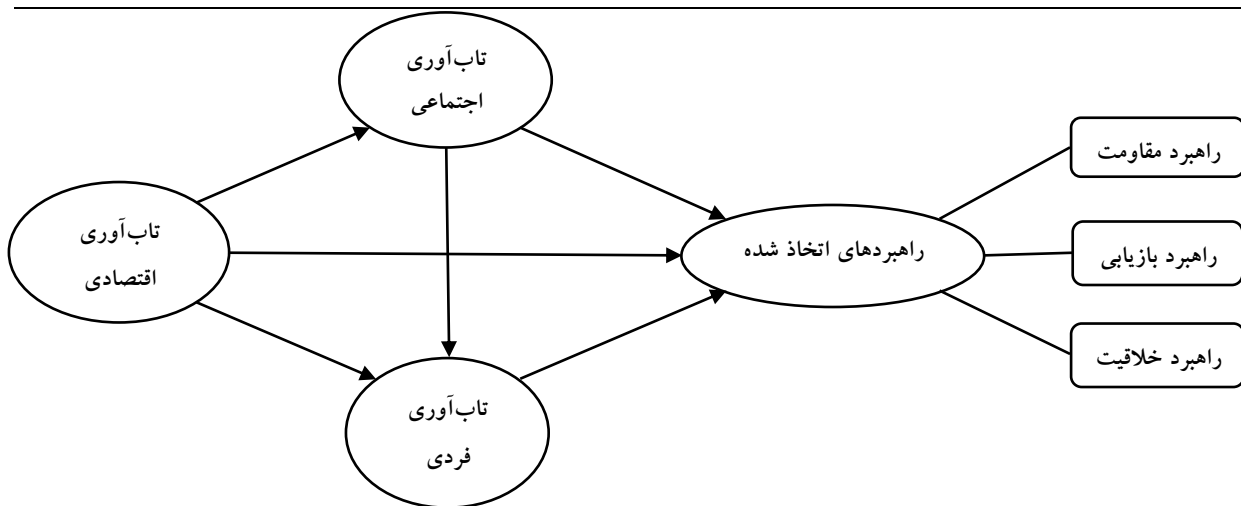 تاب‌آوری
اجتماعی
راهبرد مقاومت
تاب‌آوری
اقتصادی
راهبردهای اتخاذ شده
راهبرد بازیابی
راهبرد خلاقیت
تاب‌آوری
فردی